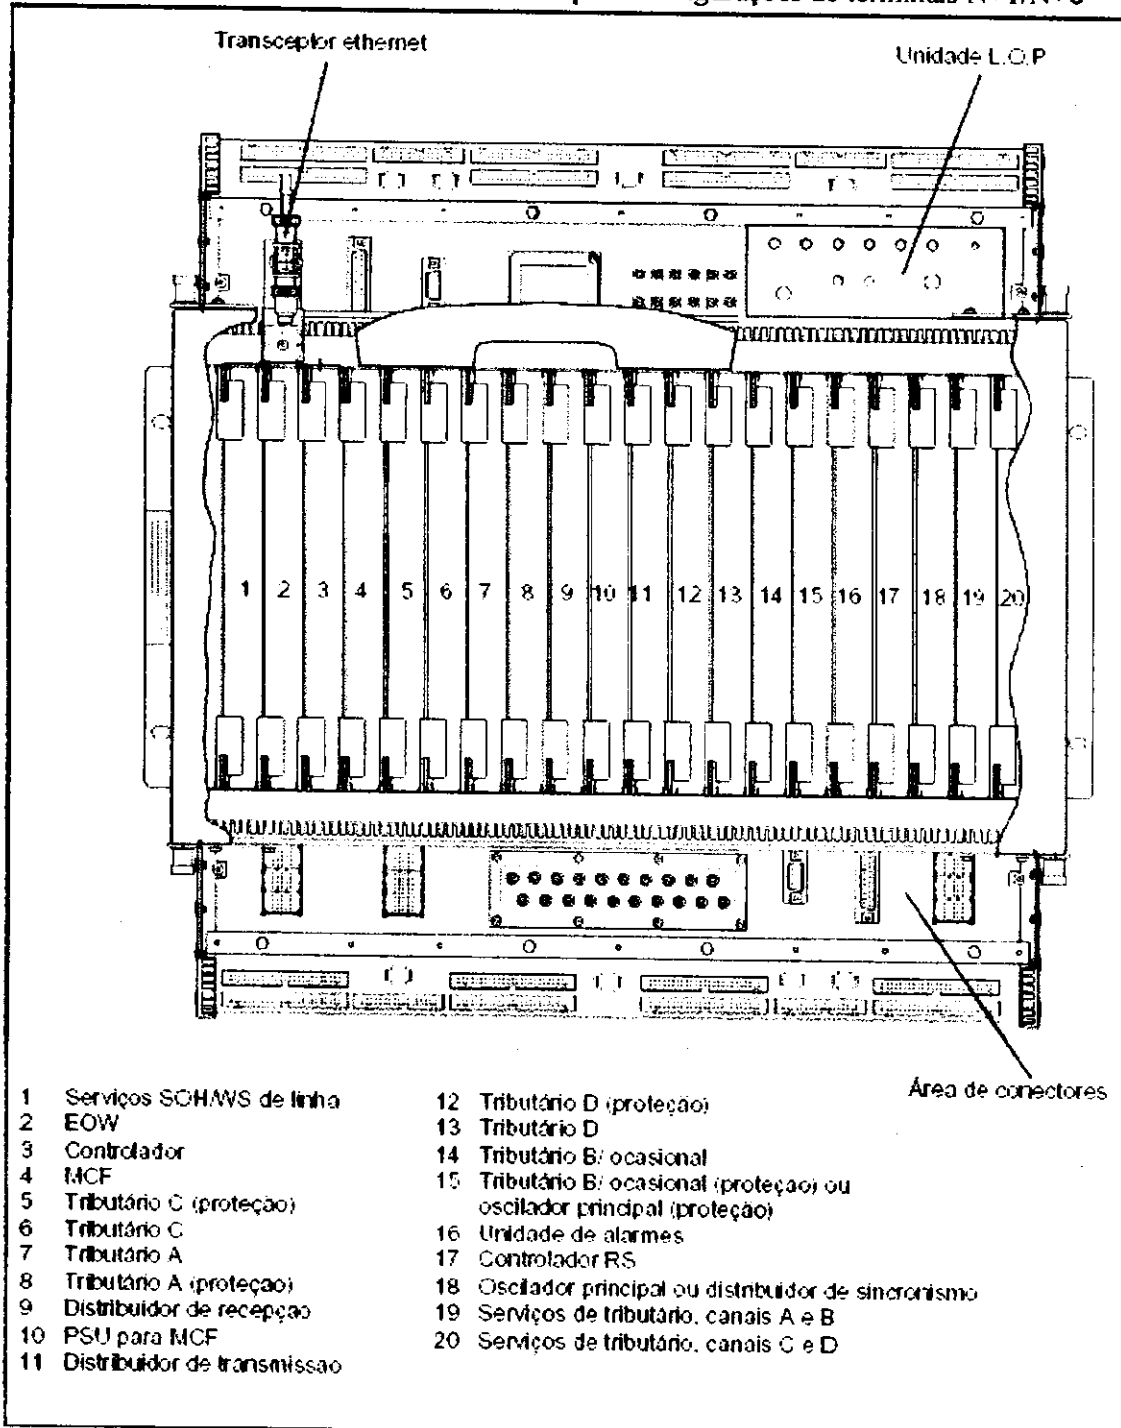 de terminais
Transceptor ethernet
Unidade L.O.P
1 2 3 4 5 6 7 8 9 10 11 12 13 14 15 16 17 18 19 20
Área de conectores
1 Serviços SOH/WS de linha
2 EOW
3 Controlador
4 MCF
5 Tributário C (proteção)
6 Tributário C
7 Tributário A
8 Tributário A (proteção)
9 Distribuidor de recepção
10 PSU para MCF
11 Distribuidor de transmissão
12 Tributário D (proteção)
13 Tributário D
14 Tributário B/ ocasional
15 Tributário B/ ocasional (proteção) ou
oscilador principal (proteção)
16 Unidade de alarmes
17 Controlador RS
18 Oscilador principal ou distribuidor de sincronismo
19 Serviços de tributário, canais A e B
20 Serviços de tributário, canais C e D